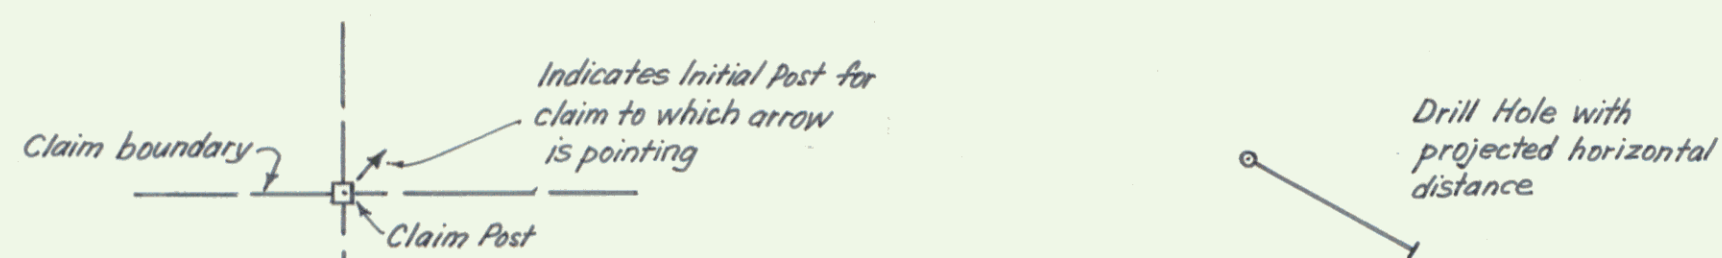 Indicates Initial Post for
claim to which arrow
is pointing
Claim boundary
Claim Post
Drill Hole with
projected horizontal
distance